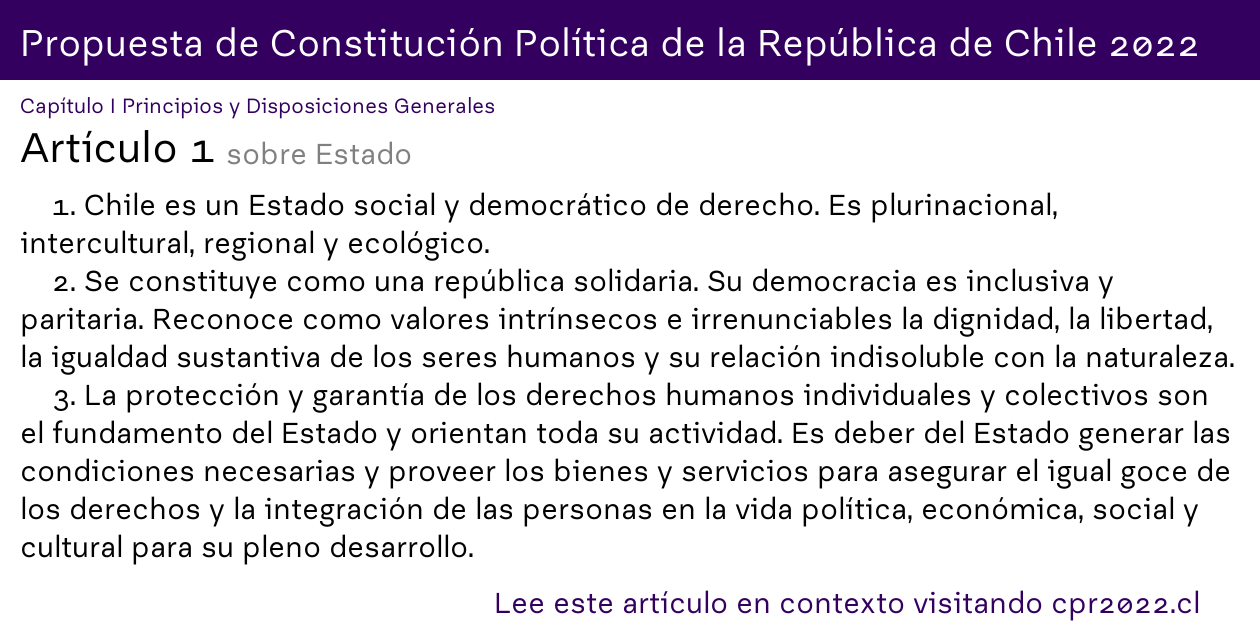 Propuesta de Constitución Política de la República de Chile 2022
Capítulo I Principios y Disposiciones Generales
Artículo 1 sobre Estado
1. Chile es un Estado social y democrático de derecho. Es plurinacional,
intercultural, regional y ecológico.
2. Se constituye como una república solidaria. Su democracia es inclusiva y
paritaria. Reconoce como valores intrínsecos e irrenunciables la dignidad, la libertad,
la igualdad sustantiva de los seres humanos y su relación indisoluble con la naturaleza.
3. La protección y garantía de los derechos humanos individuales y colectivos son
el fundamento del Estado y orientan toda su actividad. Es deber del Estado generar las
condiciones necesarias y proveer los bienes y servicios para asegurar el igual goce de
los derechos y la integración de las personas en la vida política, económica, social y
cultural para su pleno desarrollo.
Lee este artículo en contexto visitando cpr2022.cl